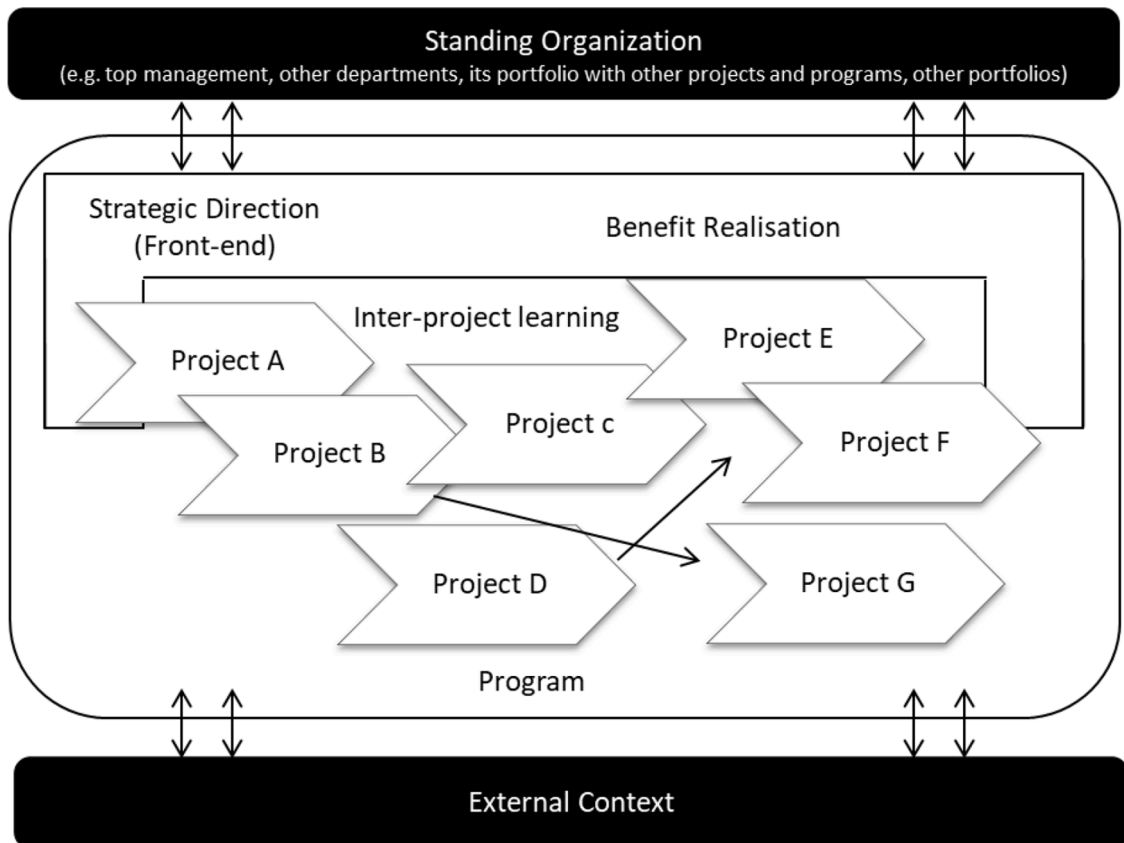 Standing Organization
(e.g. top management, other departments, its portfolio with other projects and programs, other portfolios)
Strategic Direction
(Front-end)
Benefit Realisation
Inter-project learning
Project E
Project A
Project c
Project F
Project B
Project D
Project G
Program
External Context